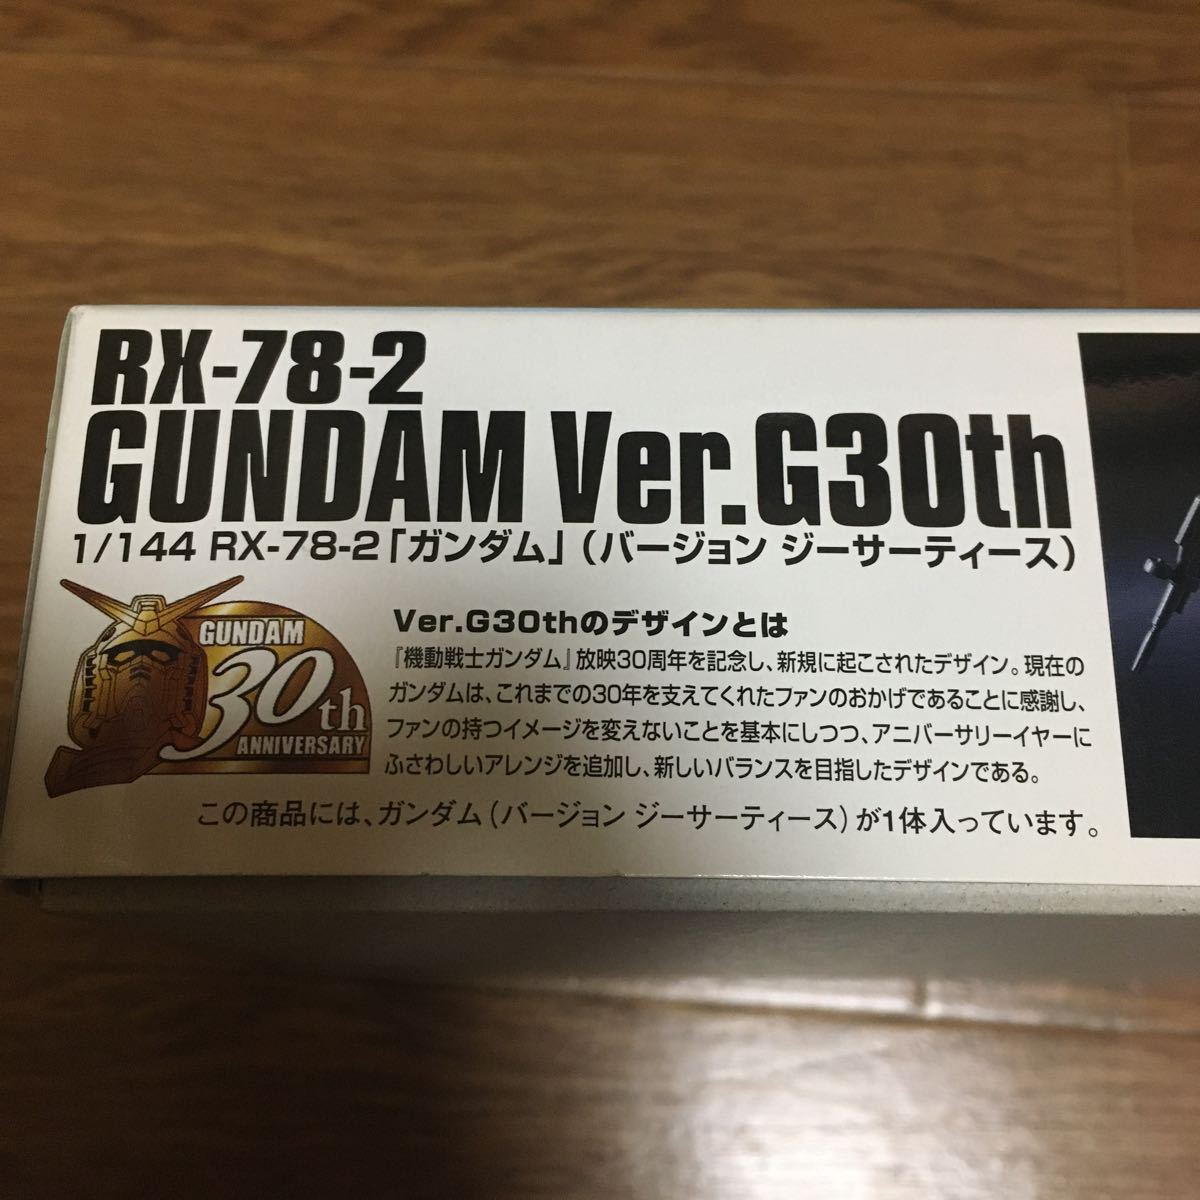 RX-78-2
GUNDAM Ver.G30th
1/144 RX-78-2「ガンダム」(バージョン ジーサーティース)
GUNDAM
30th
ANNIVERSARY
Ver.G30thのデザインとは
『機動戦士ガンダム』放映30周年を記念し、新規に起こされたデザイン。現在の
ガンダムは、これまでの30年を支えてくれたファンのおかげであることに感謝し、
ファンの持つイメージを変えないことを基本にしつつ、アニバーサリーイヤーに
ふさわしいアレンジを追加し、新しいバランスを目指したデザインである。
この商品には、ガンダム(バージョン ジーサーティース)が1体入っています。